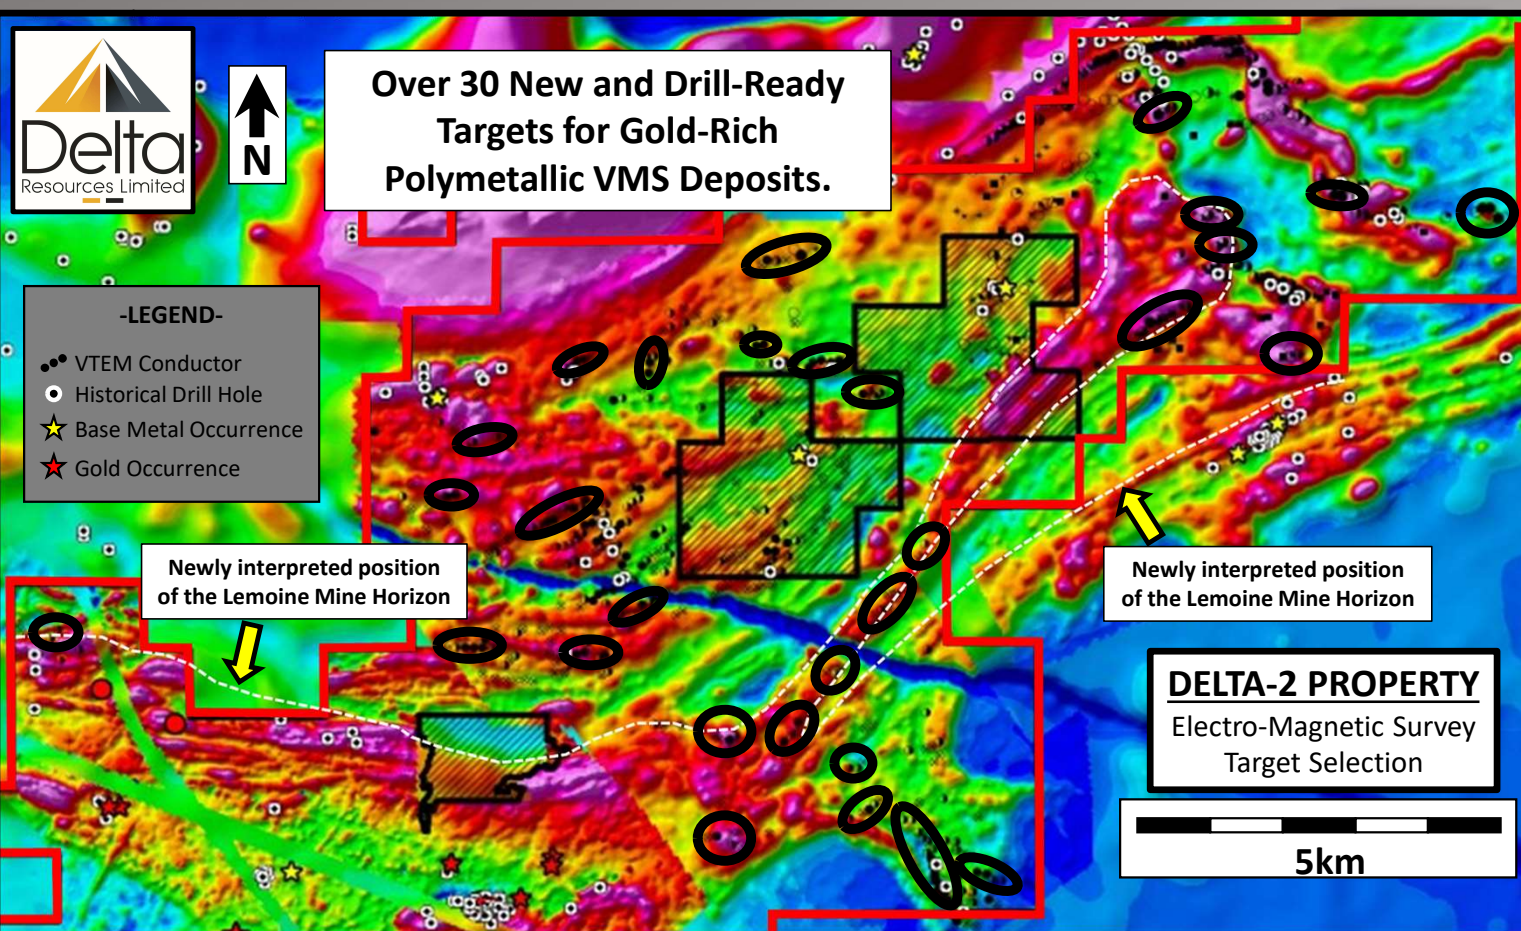 Delta
Resources Limited
N
Over 30 New and Drill-Ready
Targets for Gold-Rich
Polymetallic VMS Deposits.
-LEGEND-
VTEM Conductor
Historical Drill Hole
Base Metal Occurrence
Gold Occurrence
Newly interpreted position
of the Lemoine Mine Horizon
Newly interpreted position
of the Lemoine Mine Horizon
DELTA-2 PROPERTY
Electro-Magnetic Survey
Target Selection
5km